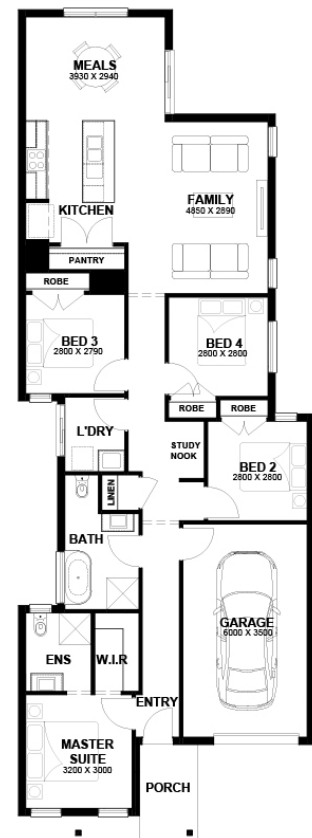 MEALS
3930 X 2940
FAMILY
4850 X 2890
KITCHEN
PANTRY
ROBE
BED 3
2800 X 2790
BED 4
2800 X 2800
ROBE
ROBE
L'DRY
STUDY
NOOK
BED 2
2800 X 2800
LINEN
BATH
GARAGE
6000 X 3500
ENS
W.I.R
ENTRY
MASTER
SUITE
3200 X 3000
PORCH